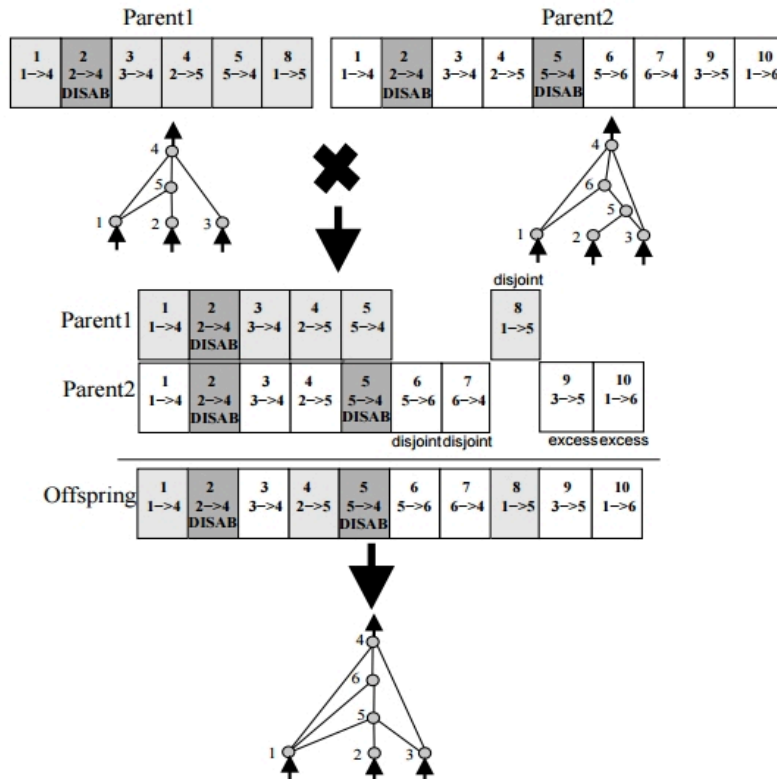 Parent1 Parent2
1 2 3 4 5 8 1 2 3 4 5 6 7 9 10
1->4 2->4 3->4 2->5 5->4 1->5 1->4 2->4 3->4 2->5 5->4 5->6 6->4 3->5 1->6
DISAB DISAB DISAB
4 4
5 6
5
1 2 3 1 2 3
disjoint
Parent1
1 2 3 4 5 8
1->4 2->4 3->4 2->5 5->4 1->5
DISAB
Parent2
1 2 3 4 5 6 7 9 10
1->4 2->4 3->4 2->5 5->4 5->6 6->4 3->5 1->6
DISAB DISAB
disjoint disjoint excess excess
Offspring
1 2 3 4 5 6 7 8 9 10
1->4 2->4 3->4 2->5 5->4 5->6 6->4 1->5 3->5 1->6
DISAB DISAB
4
6
5
1 2 3